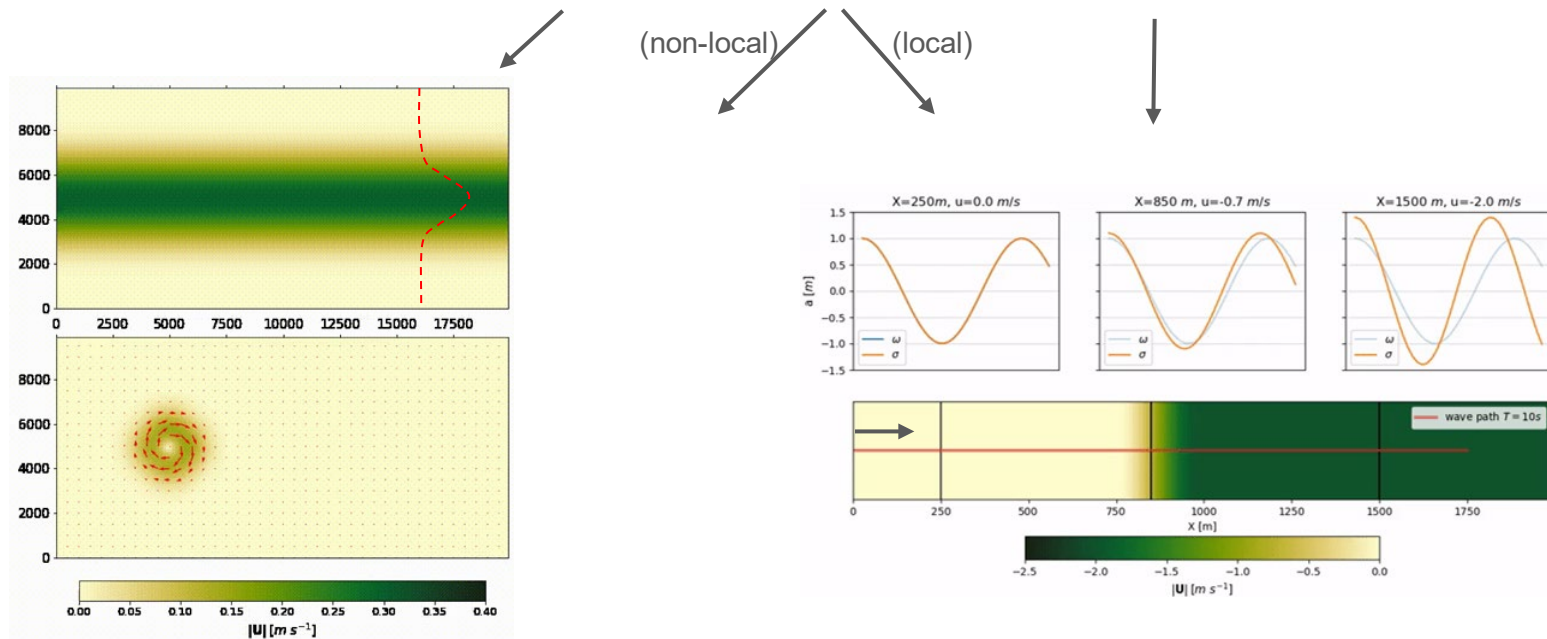 (non-local)
(local)
8000
6000
4000
2000
0
0 2500 5000 7500 10000 12500 15000 17500
8000
6000
4000
2000
0
0.00 0.05 0.10 0.15 0.20 0.25 0.30 0.35 0.40
|U| [m s⁻¹]
X=250m, u=0.0 m/s
X=850 m, u=-0.7 m/s
X=1500 m, u=-2.0 m/s
1.5
1.0
0.5
0.0
−0.5
−1.0
−1.5
a [m]
ω
σ
ω
σ
ω
σ
wave path T = 10s
0 250 500 750 1000 1250 1500 1750
X [m]
−2.5 −2.0 −1.5 −1.0 −0.5 0.0
|U| [m s⁻¹]